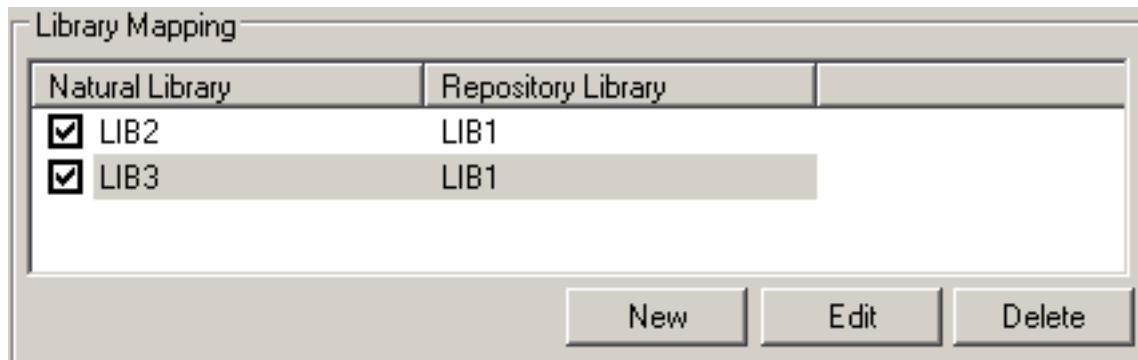 Library Mapping
Natural Library Repository Library
LIB2 LIB1
LIB3 LIB1
New Edit Delete